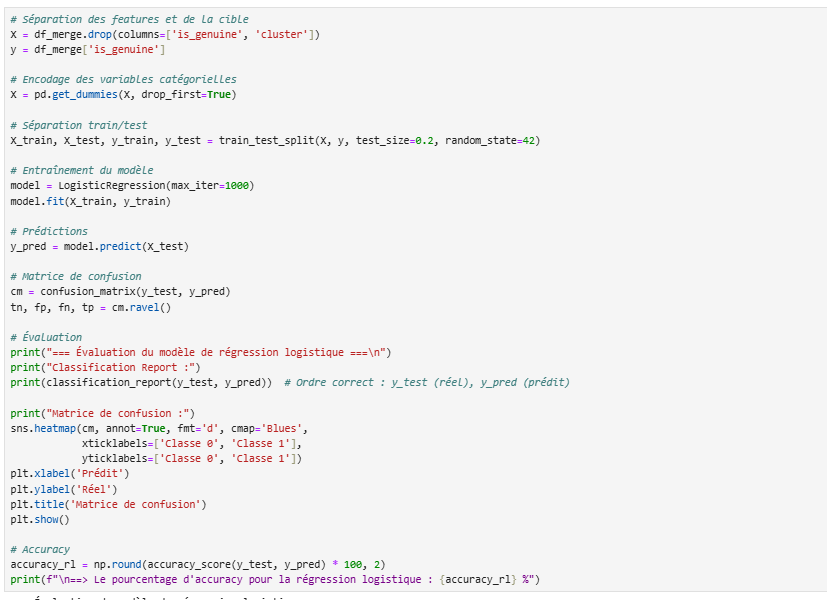 # Séparation des features et de la cible
X = df_merge.drop(columns=['is_genuine', 'cluster'])
y = df_merge['is_genuine']
# Encodage des variables catégorielles
X = pd.get_dummies(X, drop_first=True)
# Séparation train/test
X_train, X_test, y_train, y_test = train_test_split(X, y, test_size=0.2, random_state=42)
# Entraînement du modèle
model = LogisticRegression(max_iter=1000)
model.fit(X_train, y_train)
# Prédictions
y_pred = model.predict(X_test)
# Matrice de confusion
cm = confusion_matrix(y_test, y_pred)
tn, fp, fn, tp = cm.ravel()
# Évaluation
print("=== Évaluation du modèle de régression logistique ===\n")
print("Classification Report :")
print(classification_report(y_test, y_pred))  # Ordre correct : y_test (réel), y_pred (prédit)
print("Matrice de confusion :")
sns.heatmap(cm, annot=True, fmt='d', cmap='Blues',
            xticklabels=['Classe 0', 'Classe 1'],
            yticklabels=['Classe 0', 'Classe 1'])
plt.xlabel('Prédit')
plt.ylabel('Réel')
plt.title('Matrice de confusion')
plt.show()
# Accuracy
accuracy_rl = np.round(accuracy_score(y_test, y_pred) * 100, 2)
print(f"\n==> Le pourcentage d'accuracy pour la régression logistique : {accuracy_rl} %")